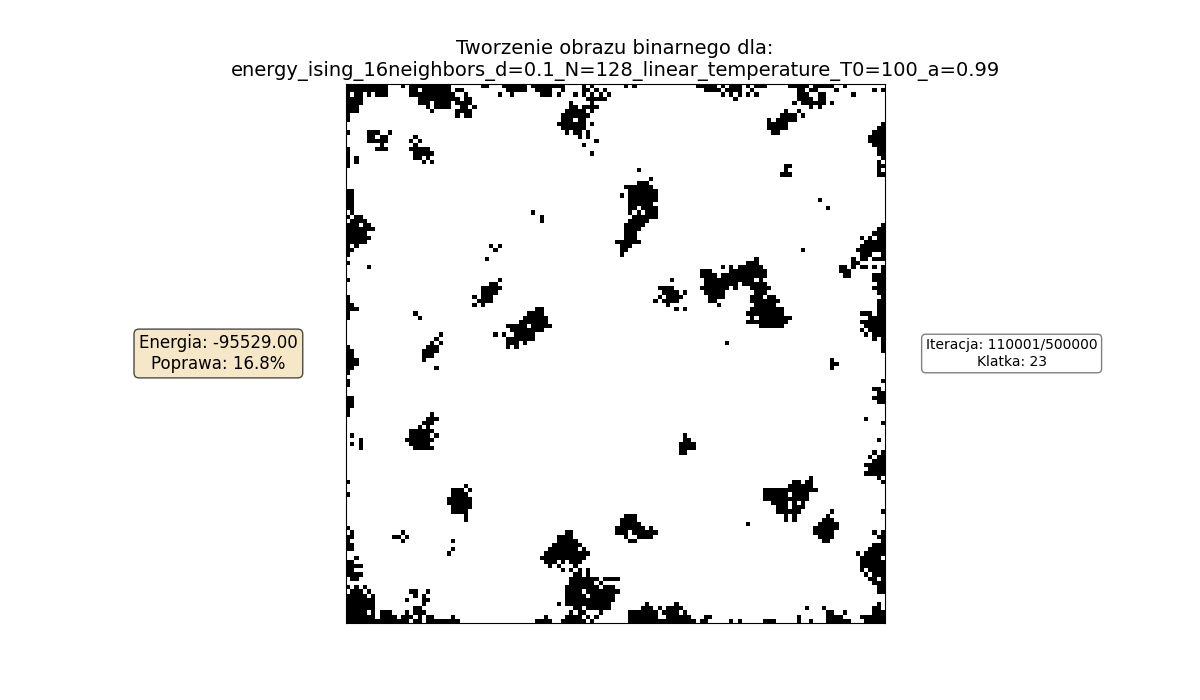 Tworzenie obrazu binarnego dla:
energy_ising_16neighbors_d=0.1_N=128_linear_temperature_T0=100_a=0.99
Energia: -95529.00
Poprawa: 16.8%
Iteracja: 110001/500000
Klatka: 23